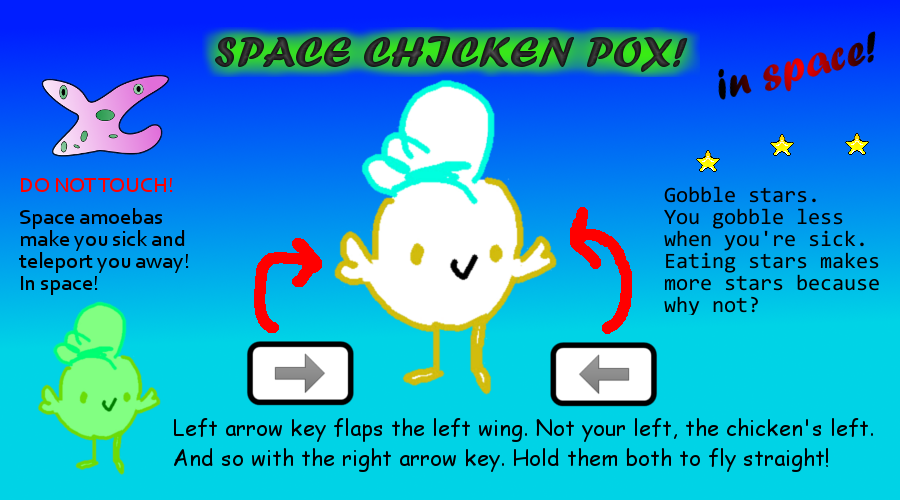 SPACE CHICKEN POX!
in space!
DO NOT TOUCH!
Space amoebas
make you sick and
teleport you away!
In space!
Gobble stars.
You gobble less
when you're sick.
Eating stars makes
more stars because
why not?
Left arrow key flaps the left wing. Not your left, the chicken's left.
And so with the right arrow key. Hold them both to fly straight!